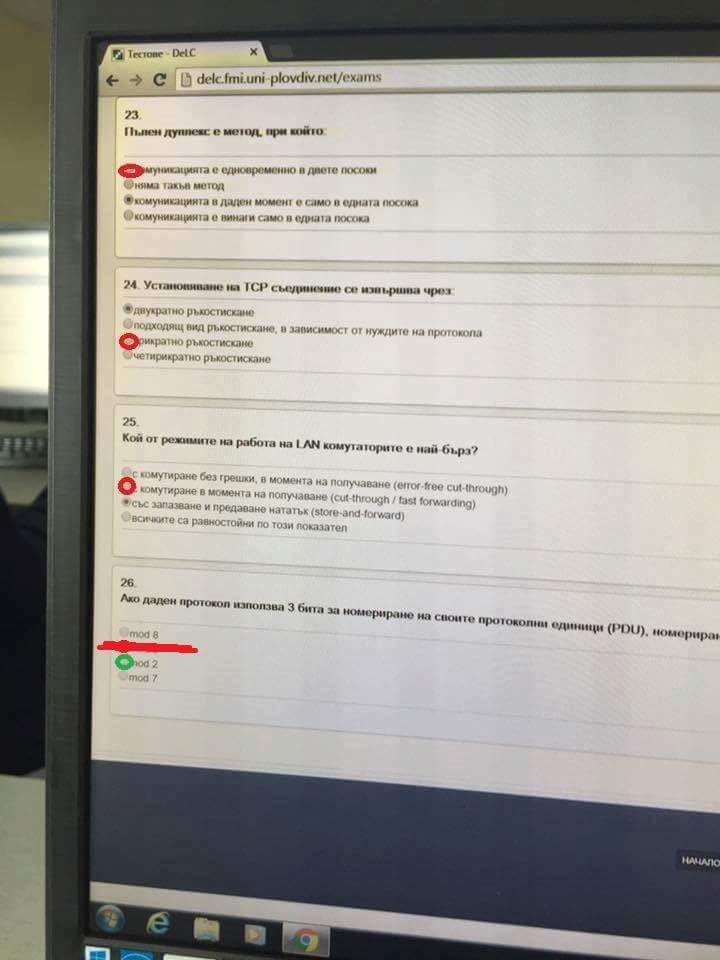 Тестове - DeLC
delc.fmi.uni-plovdiv.net/exams
23.
Пълен дуплекс е метод, при който:
муникацията е едновременно в двете посоки
няма такъв метод
комуникацията в даден момент е само в едната посока
комуникацията е винаги само в едната посока
24. Установяване на TCP съединение се извършва чрез:
двукратно ръкостискане
подходящ вид ръкостискане, в зависимост от нуждите на протокола
рикратно ръкостискане
четирикратно ръкостискане
25.
Кой от режимите на работа на LAN комутаторите е най-бърз?
с комутиране без грешки, в момента на получаване (error-free cut-through)
комутиране в момента на получаване (cut-through / fast forwarding)
със запазване и предаване нататък (store-and-forward)
всичките са равностойни по този показател
26.
Ако даден протокол използва 3 бита за номериране на своите протоколни единици (PDU), номериран
mod 8
mod 2
mod 7
НАЧАЛО